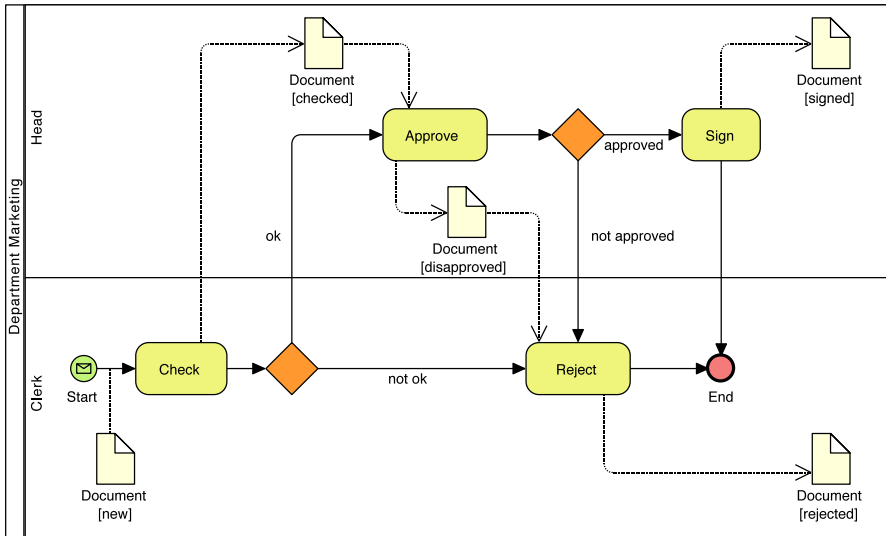 Department Marketing
Head
Document
[checked]
Document
[signed]
Approve
approved
Sign
ok
Document
[disapproved]
not approved
Clerk
Start
Check
not ok
Reject
End
Document
[new]
Document
[rejected]